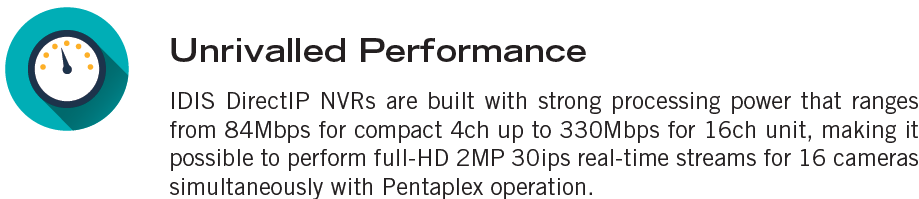 Unrivalled Performance
IDIS DirectIP NVRs are built with strong processing power that ranges
from 84Mbps for compact 4ch up to 330Mbps for 16ch unit, making it
possible to perform full-HD 2MP 30ips real-time streams for 16 cameras
simultaneously with Pentaplex operation.